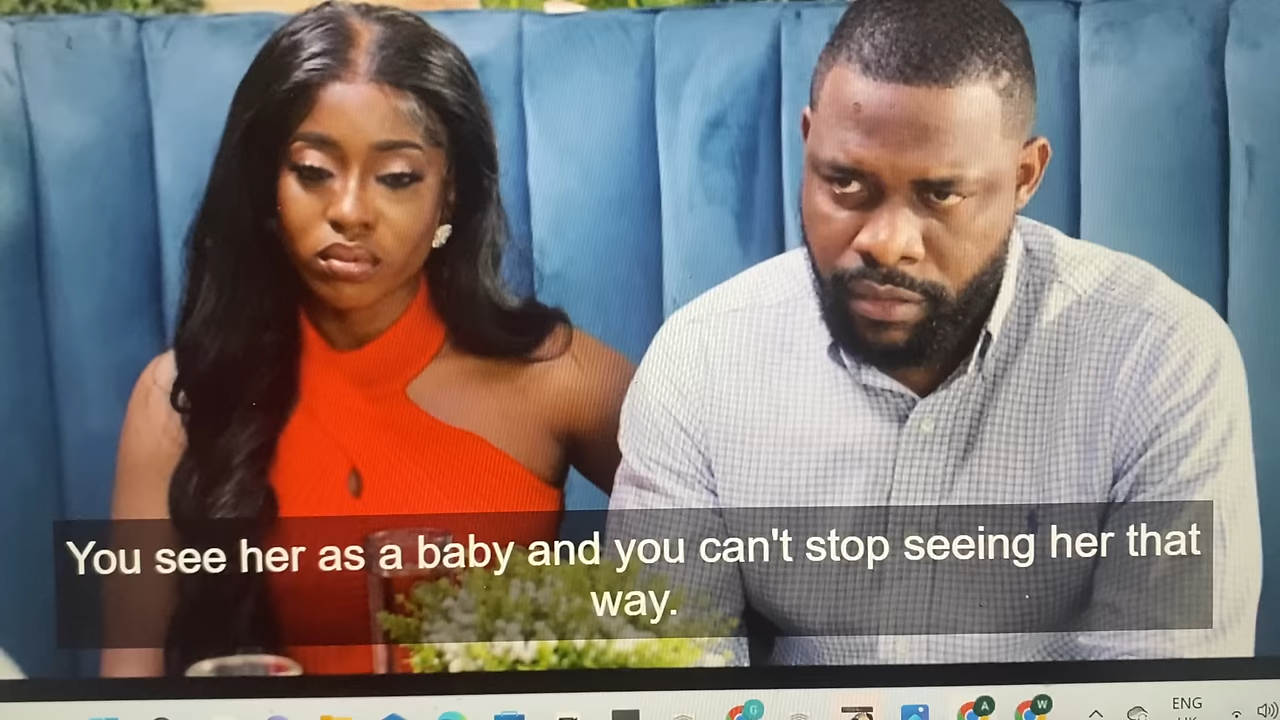 You see her as a baby and you can't stop seeing her that
way.
G
A
W
ENG